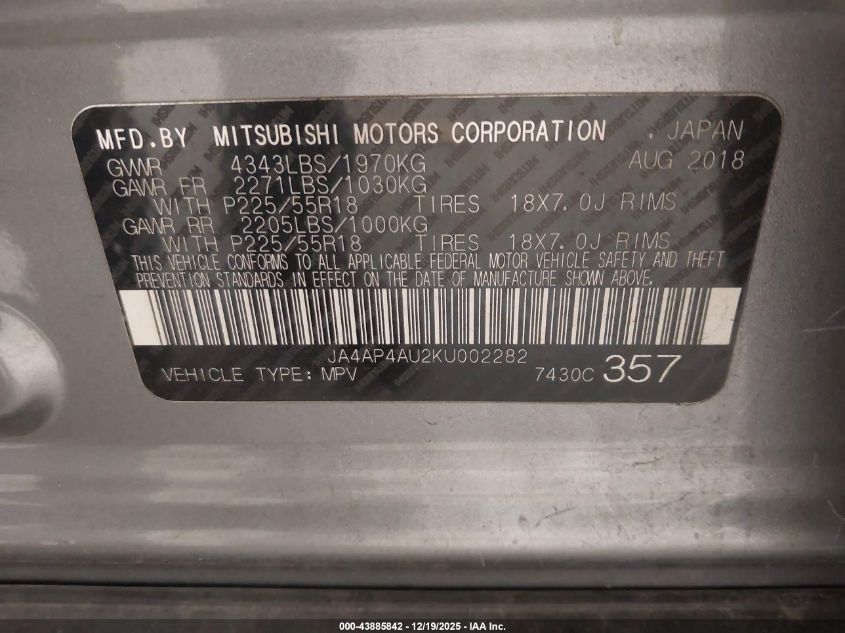 MFD.BY MITSUBISHI MOTORS CORPORATION , JAPAN
GVWR 4343LBS/1970KG AUG 2018
GAWR FR 2271LBS/1030KG
WITH P225/55R18 TIRES 18X7.0J RIMS
GAWR RR 2205LBS/1000KG
WITH P225/55R18 TIRES 18X7.0J RIMS
THIS VEHICLE CONFORMS TO ALL APPLICABLE FEDERAL MOTOR VEHICLE SAFETY AND THEFT
PREVENTION STANDARDS IN EFFECT ON THE DATE OF MANUFACTURE SHOWN ABOVE.
JA4AP4AU2KU002282
VEHICLE TYPE: MPV 7430C 357
000-43885842 - 12/19/2025 - IAA Inc.